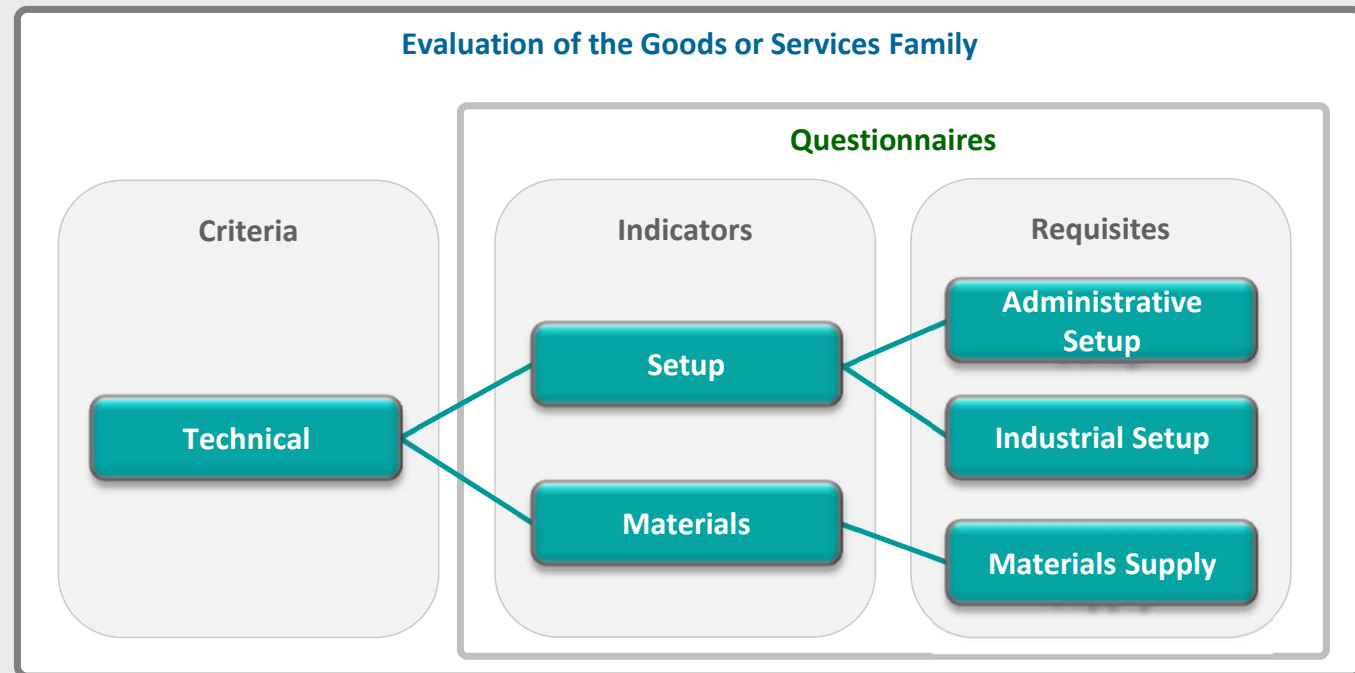 Evaluation of the Goods or Services Family
Questionnaires
Criteria
Indicators
Requisites
Technical
Setup
Materials
Administrative
Setup
Industrial Setup
Materials Supply